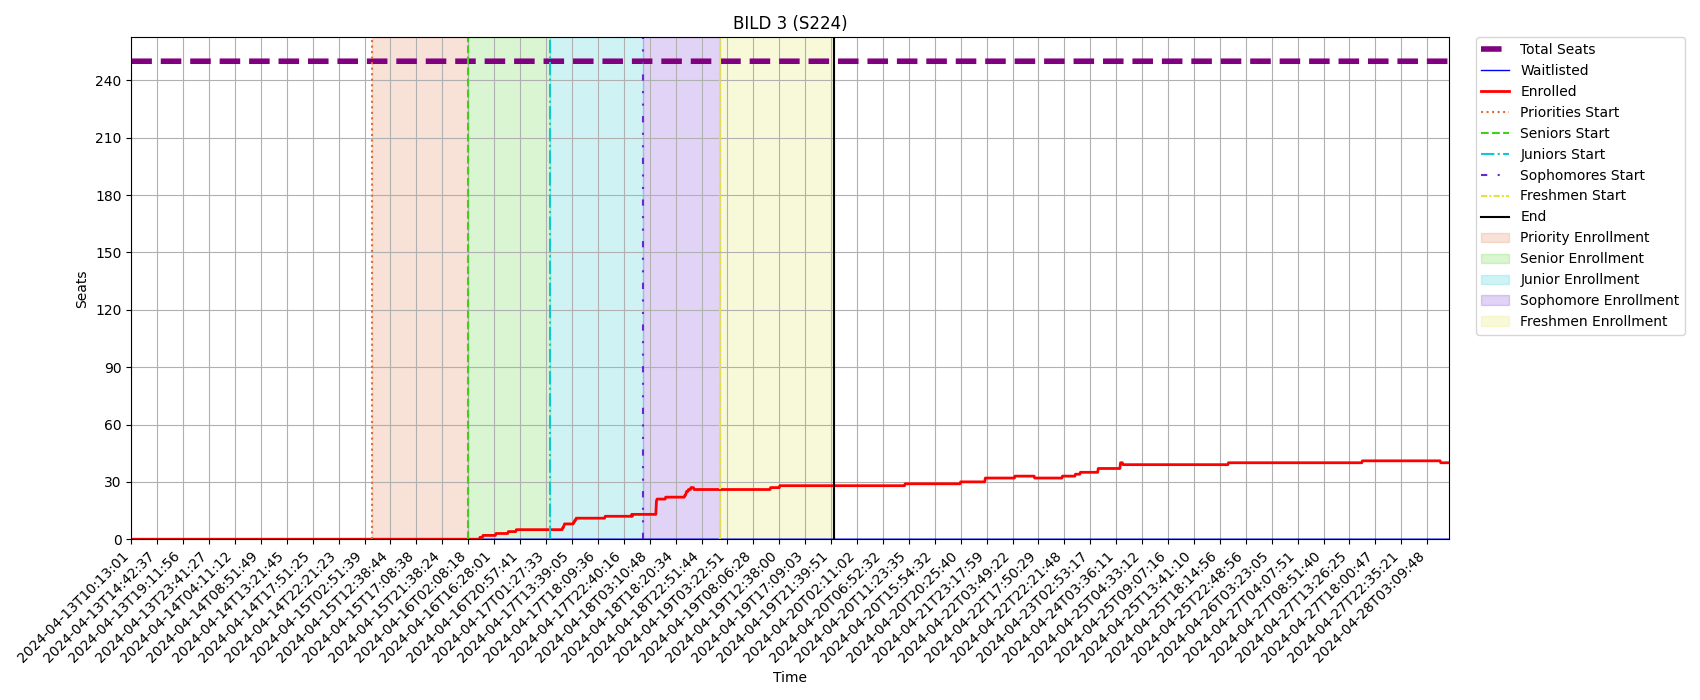 BILD 3 (S224)
Total Seats
Waitlisted
Enrolled
Priorities Start
Seniors Start
Juniors Start
Sophomores Start
Freshmen Start
End
Priority Enrollment
Senior Enrollment
Junior Enrollment
Sophomore Enrollment
Freshmen Enrollment
Seats
240
210
180
150
120
90
60
30
0
2024-04-13T10:13:01
2024-04-13T14:42:37
2024-04-13T19:11:56
2024-04-13T23:41:27
2024-04-14T04:11:12
2024-04-14T08:51:49
2024-04-14T13:21:45
2024-04-14T17:51:25
2024-04-14T22:21:23
2024-04-15T02:51:39
2024-04-15T12:38:44
2024-04-15T17:08:38
2024-04-15T21:38:24
2024-04-16T02:08:18
2024-04-16T16:28:01
2024-04-16T20:57:41
2024-04-17T01:27:33
2024-04-17T13:39:05
2024-04-17T18:09:36
2024-04-17T22:40:16
2024-04-18T03:10:48
2024-04-18T18:20:34
2024-04-18T22:51:44
2024-04-19T03:22:51
2024-04-19T08:06:28
2024-04-19T12:38:00
2024-04-19T17:09:03
2024-04-19T21:39:51
2024-04-20T02:11:02
2024-04-20T06:52:32
2024-04-20T11:23:35
2024-04-20T15:54:32
2024-04-20T20:25:40
2024-04-21T23:17:59
2024-04-22T03:49:22
2024-04-22T17:50:29
2024-04-22T22:21:48
2024-04-23T02:53:17
2024-04-24T03:36:11
2024-04-25T04:33:12
2024-04-25T09:07:16
2024-04-25T13:41:10
2024-04-25T18:14:56
2024-04-25T22:48:56
2024-04-26T03:23:05
2024-04-27T04:07:51
2024-04-27T08:51:40
2024-04-27T13:26:25
2024-04-27T18:00:47
2024-04-27T22:35:21
2024-04-28T03:09:48
Time